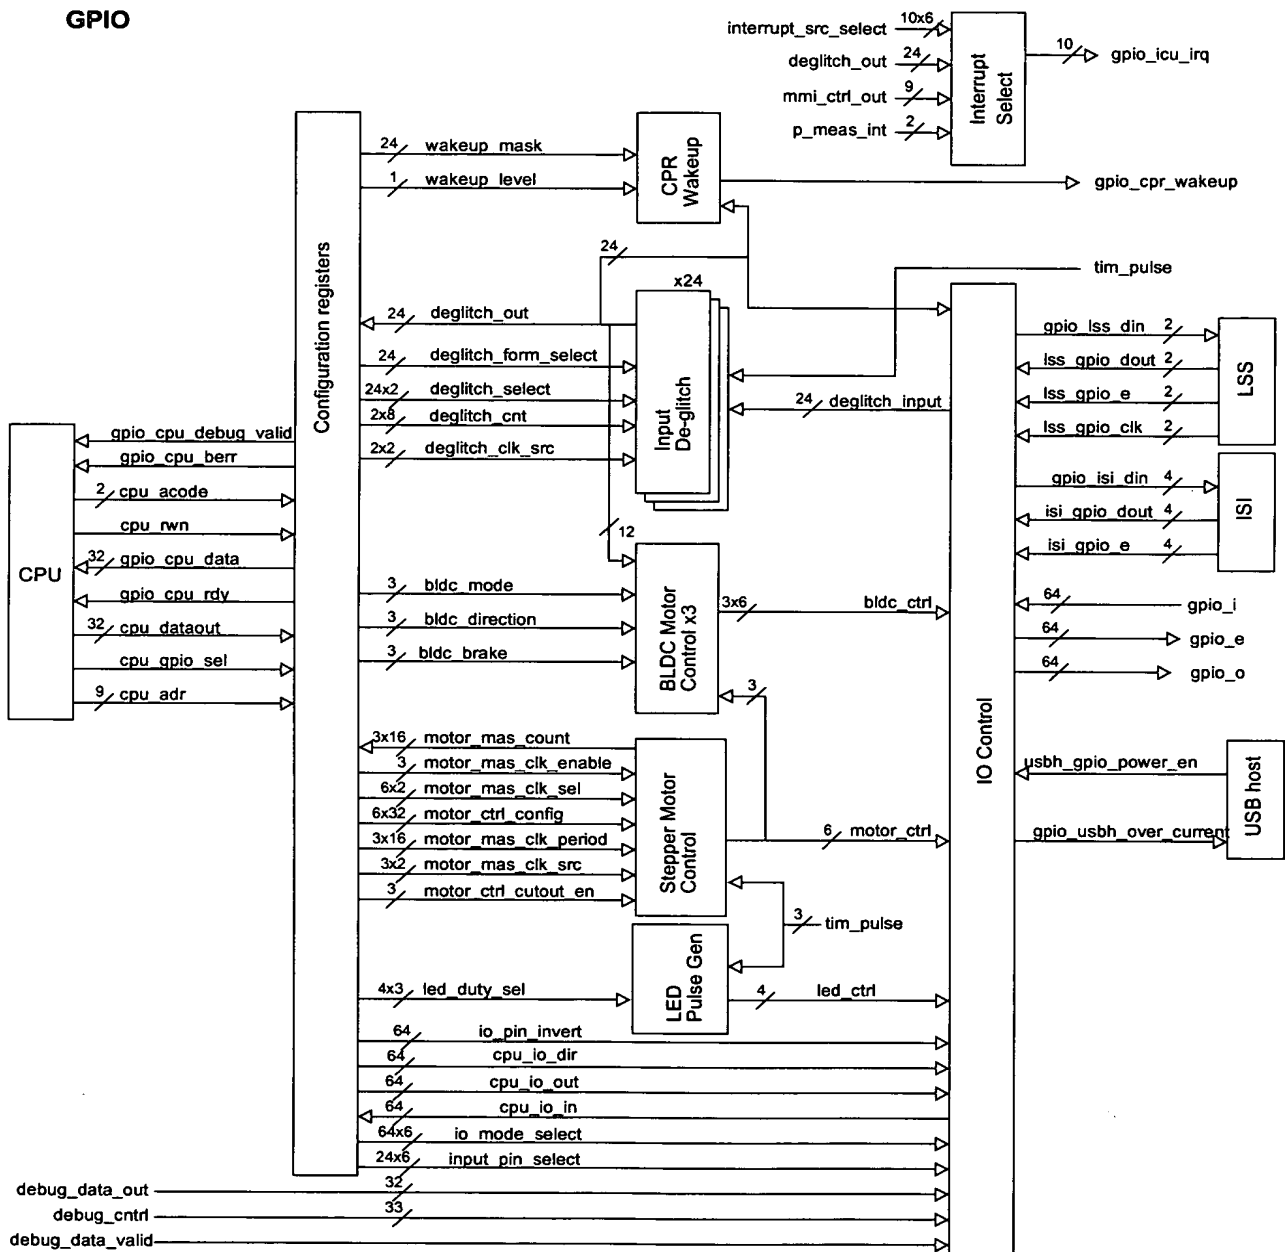 GPIO
interrupt_src_select 10x6
deglitch_out 24
mmi_ctrl_out 9
p_meas_int 2
Interrupt Select
10 gpio_icu_irq
Configuration registers
24 wakeup_mask
1 wakeup_level
CPR Wakeup
gpio_cpr_wakeup
24
tim_pulse
x24
24 deglitch_out
24 deglitch_form_select
24x2 deglitch_select
2x8 deglitch_cnt
2x2 deglitch_clk_src
Input De-glitch
24 deglitch_input
12
IO Control
gpio_lss_din 2
lss_gpio_dout 2
lss_gpio_e 2
lss_gpio_clk 2
LSS
gpio_isi_din 4
isi_gpio_dout 4
isi_gpio_e 4
ISI
64 gpio_i
64 gpio_e
64 gpio_o
usbh_gpio_power_en
gpio_usbh_over_current
USB host
CPU
gpio_cpu_debug_valid
gpio_cpu_berr
2 cpu_acode
cpu_rwn
32 gpio_cpu_data
gpio_cpu_rdy
32 cpu_dataout
cpu_gpio_sel
9 cpu_adr
3 bldc_mode
3 bldc_direction
3 bldc_brake
BLDC Motor Control x3
3x6 bldc_ctrl
3
3x16 motor_mas_count
3 motor_mas_clk_enable
6x2 motor_mas_clk_sel
6x32 motor_ctrl_config
3x16 motor_mas_clk_period
3x2 motor_mas_clk_src
3 motor_ctrl_cutout_en
Stepper Motor Control
6 motor_ctrl
3 tim_pulse
4x3 led_duty_sel
LED Pulse Gen
4 led_ctrl
64 io_pin_invert
64 cpu_io_dir
64 cpu_io_out
64 cpu_io_in
64x6 io_mode_select
24x6 input_pin_select
debug_data_out 32
debug_cntrl 33
debug_data_valid